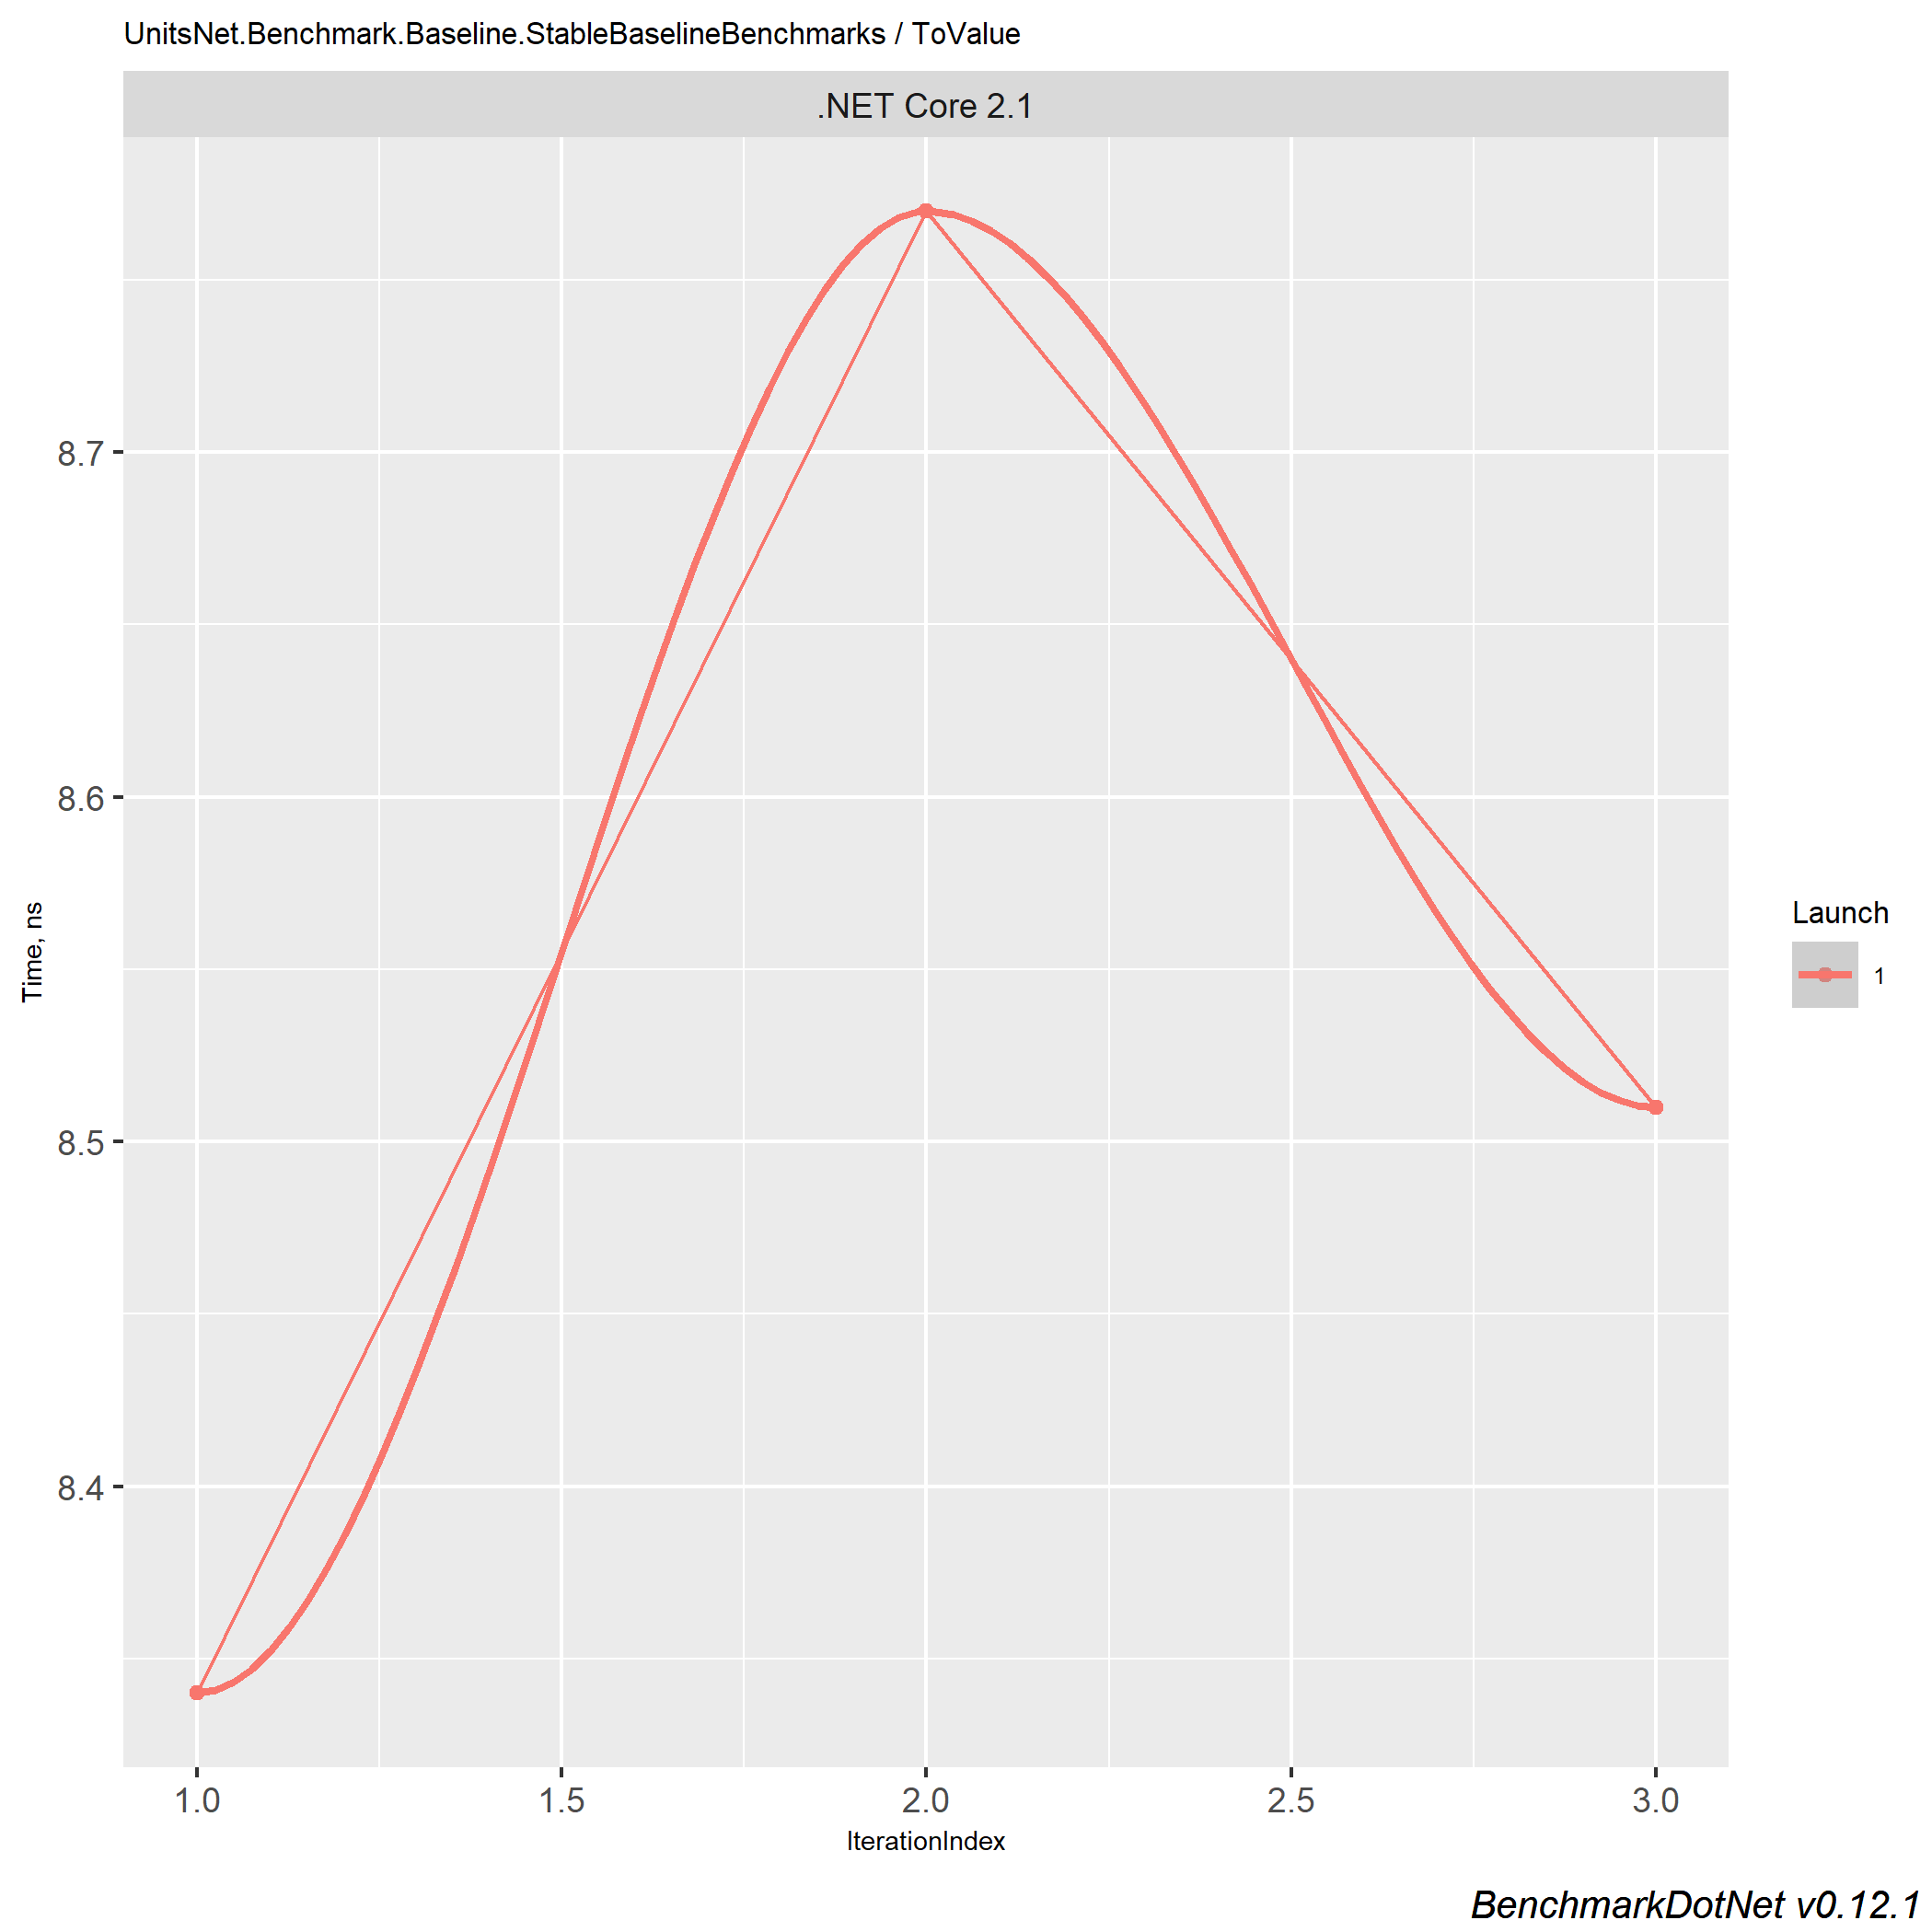 UnitsNet.Benchmark.Baseline.StableBaselineBenchmarks / ToValue
.NET Core 2.1
8.7
8.6
8.5
8.4
Time, ns
1.0 1.5 2.0 2.5 3.0
IterationIndex
Launch
1
BenchmarkDotNet v0.12.1